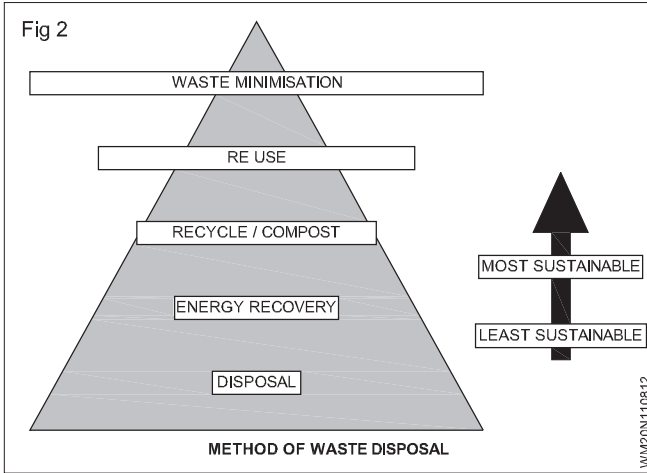 Fig 2
WASTE MINIMISATION
RE USE
RECYCLE / COMPOST
ENERGY RECOVERY
DISPOSAL
METHOD OF WASTE DISPOSAL
MOST SUSTAINABLE
LEAST SUSTAINABLE
WM20N110812